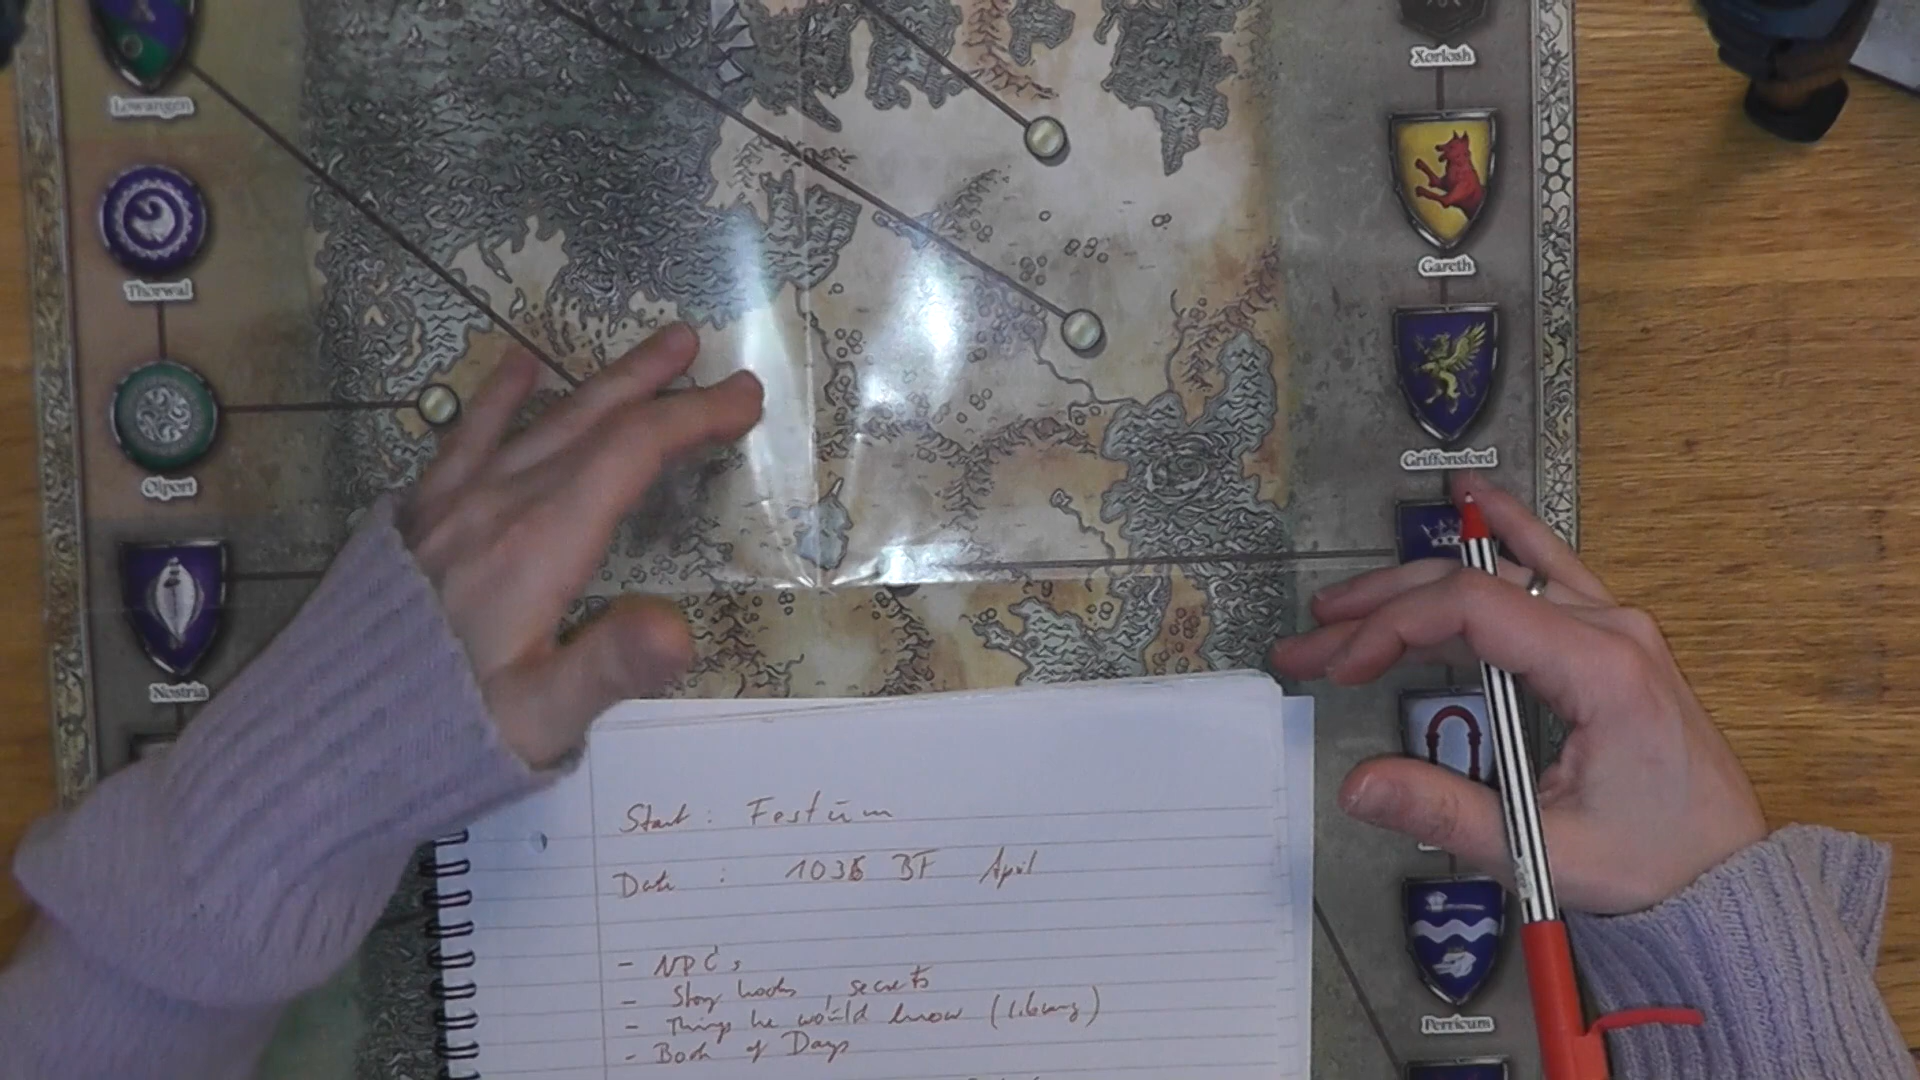 Xorlosh
Lowangen
Gareth
Thorwal
Griffonsford
Olport
Nostria
Start : Festum
Date : 1036 BF April
- NPC's
- Story hooks, secrets
- Things he would know (library)
- Book of Days
Perricum